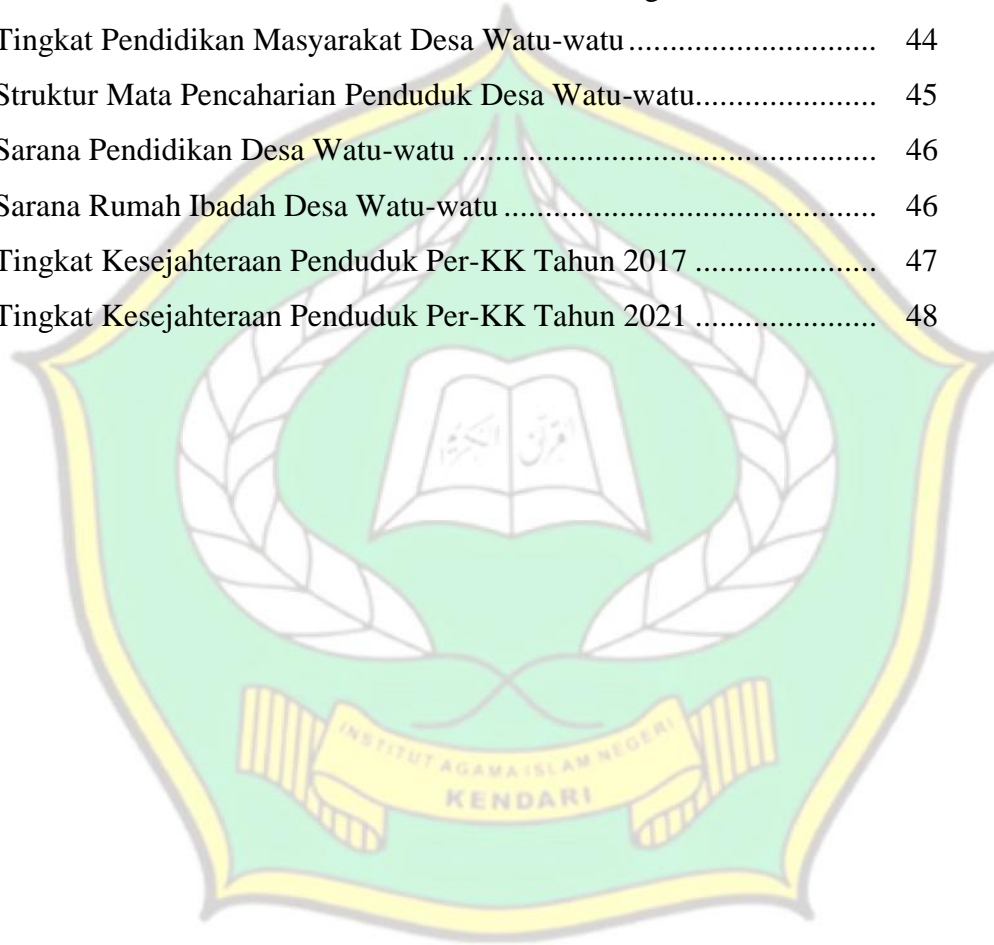 Tingkat Pendidikan Masyarakat Desa Watu-watu .............................. 44
Struktur Mata Pencaharian Penduduk Desa Watu-watu...................... 45
Sarana Pendidikan Desa Watu-watu .................................................. 46
Sarana Rumah Ibadah Desa Watu-watu ............................................. 46
Tingkat Kesejahteraan Penduduk Per-KK Tahun 2017 ...................... 47
Tingkat Kesejahteraan Penduduk Per-KK Tahun 2021 ...................... 48
القرآن الكريم
INSTITUT AGAMA ISLAM NEGERI
KENDARI